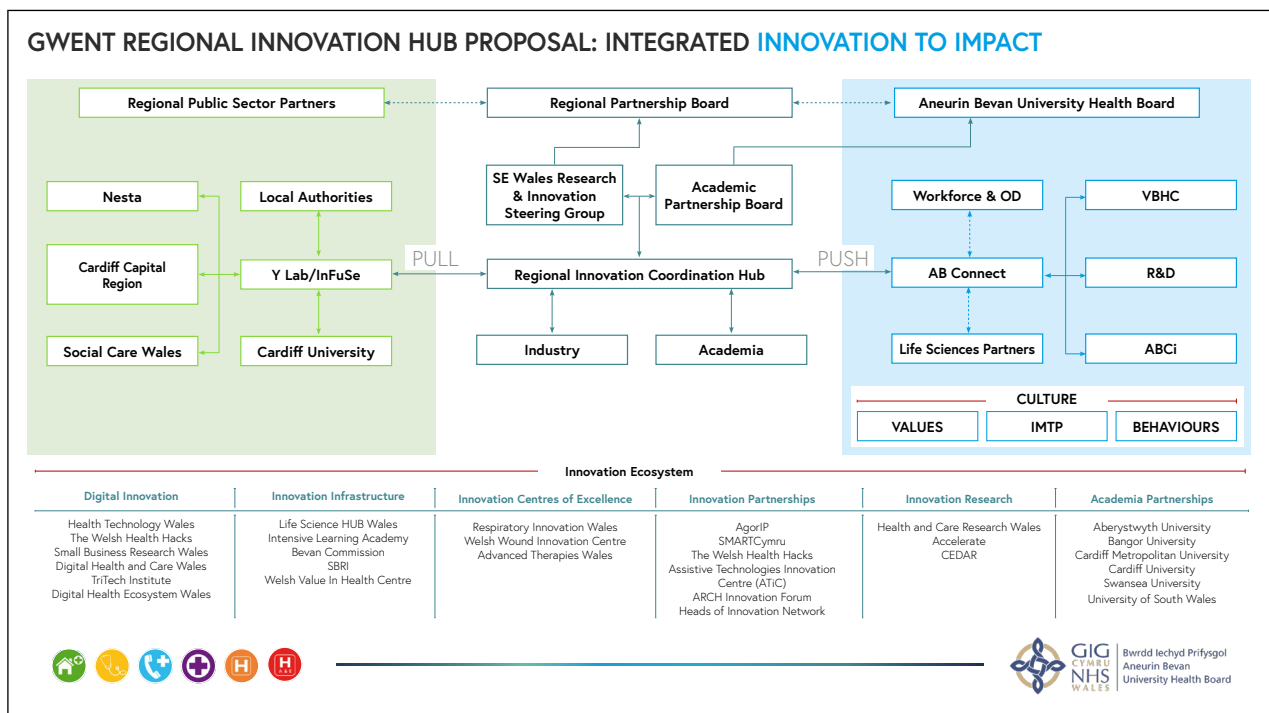 GWENT REGIONAL INNOVATION HUB PROPOSAL: INTEGRATED INNOVATION TO IMPACT
Regional Public Sector Partners
Regional Partnership Board
Aneurin Bevan University Health Board
Nesta
Local Authorities
SE Wales Research
& Innovation
Steering Group
Academic
Partnership Board
Workforce & OD
VBHC
Cardiff Capital
Region
Y Lab/InFuSe
PULL
Regional Innovation Coordination Hub
PUSH
AB Connect
R&D
Social Care Wales
Cardiff University
Industry
Academia
Life Sciences Partners
ABCi
CULTURE
VALUES
IMTP
BEHAVIOURS
Innovation Ecosystem
Digital Innovation
Health Technology Wales
The Welsh Health Hacks
Small Business Research Wales
Digital Health and Care Wales
TriTech Institute
Digital Health Ecosystem Wales
Innovation Infrastructure
Life Science HUB Wales
Intensive Learning Academy
Bevan Commission
SBRI
Welsh Value In Health Centre
Innovation Centres of Excellence
Respiratory Innovation Wales
Welsh Wound Innovation Centre
Advanced Therapies Wales
Innovation Partnerships
AgorIP
SMARTCymru
The Welsh Health Hacks
Assistive Technologies Innovation
Centre (ATiC)
ARCH Innovation Forum
Heads of Innovation Network
Innovation Research
Health and Care Research Wales
Accelerate
CEDAR
Academia Partnerships
Aberystwyth University
Bangor University
Cardiff Metropolitan University
Cardiff University
Swansea University
University of South Wales
H
H
A & E
GIG
CYMRU
NHS
WALES
Bwrdd Iechyd Prifysgol
Aneurin Bevan
University Health Board